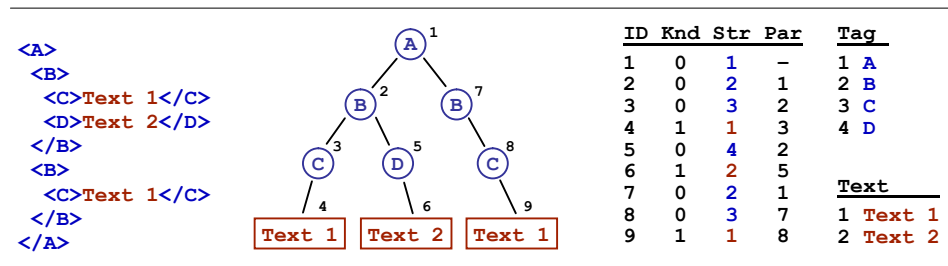 <A>
<B>
<C>Text 1</C>
<D>Text 2</D>
</B>
<B>
<C>Text 1</C>
</B>
</A>
A 1
B 2
B 7
C 3
D 5
C 8
4
6
9
Text 1
Text 2
Text 1
ID Knd Str Par
1 0 1 –
2 0 2 1
3 0 3 2
4 1 1 3
5 0 4 2
6 1 2 5
7 0 2 1
8 0 3 7
9 1 1 8
Tag
1 A
2 B
3 C
4 D
Text
1 Text 1
2 Text 2